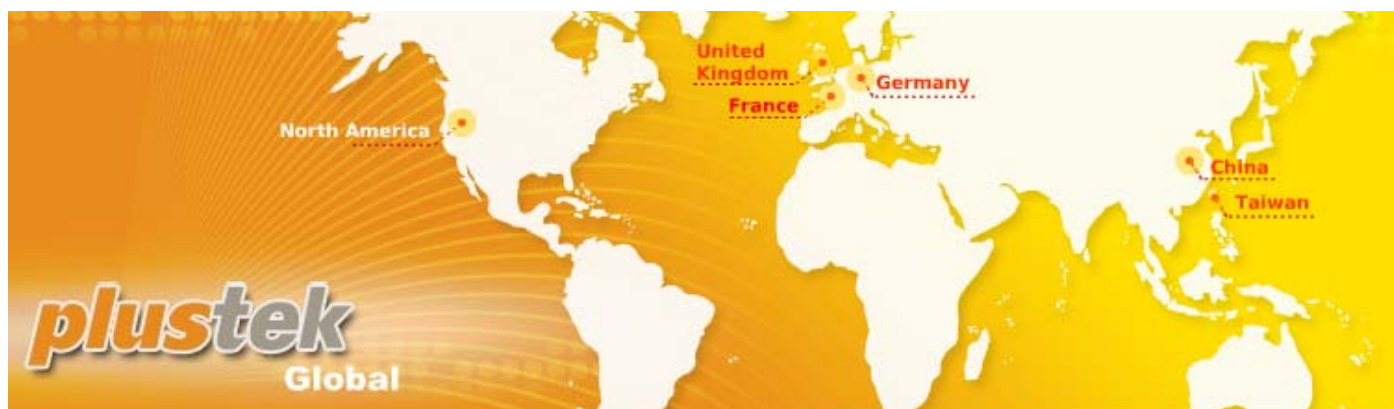 United
Kingdom
Germany
France
North America
China
Taiwan
plustek
Global